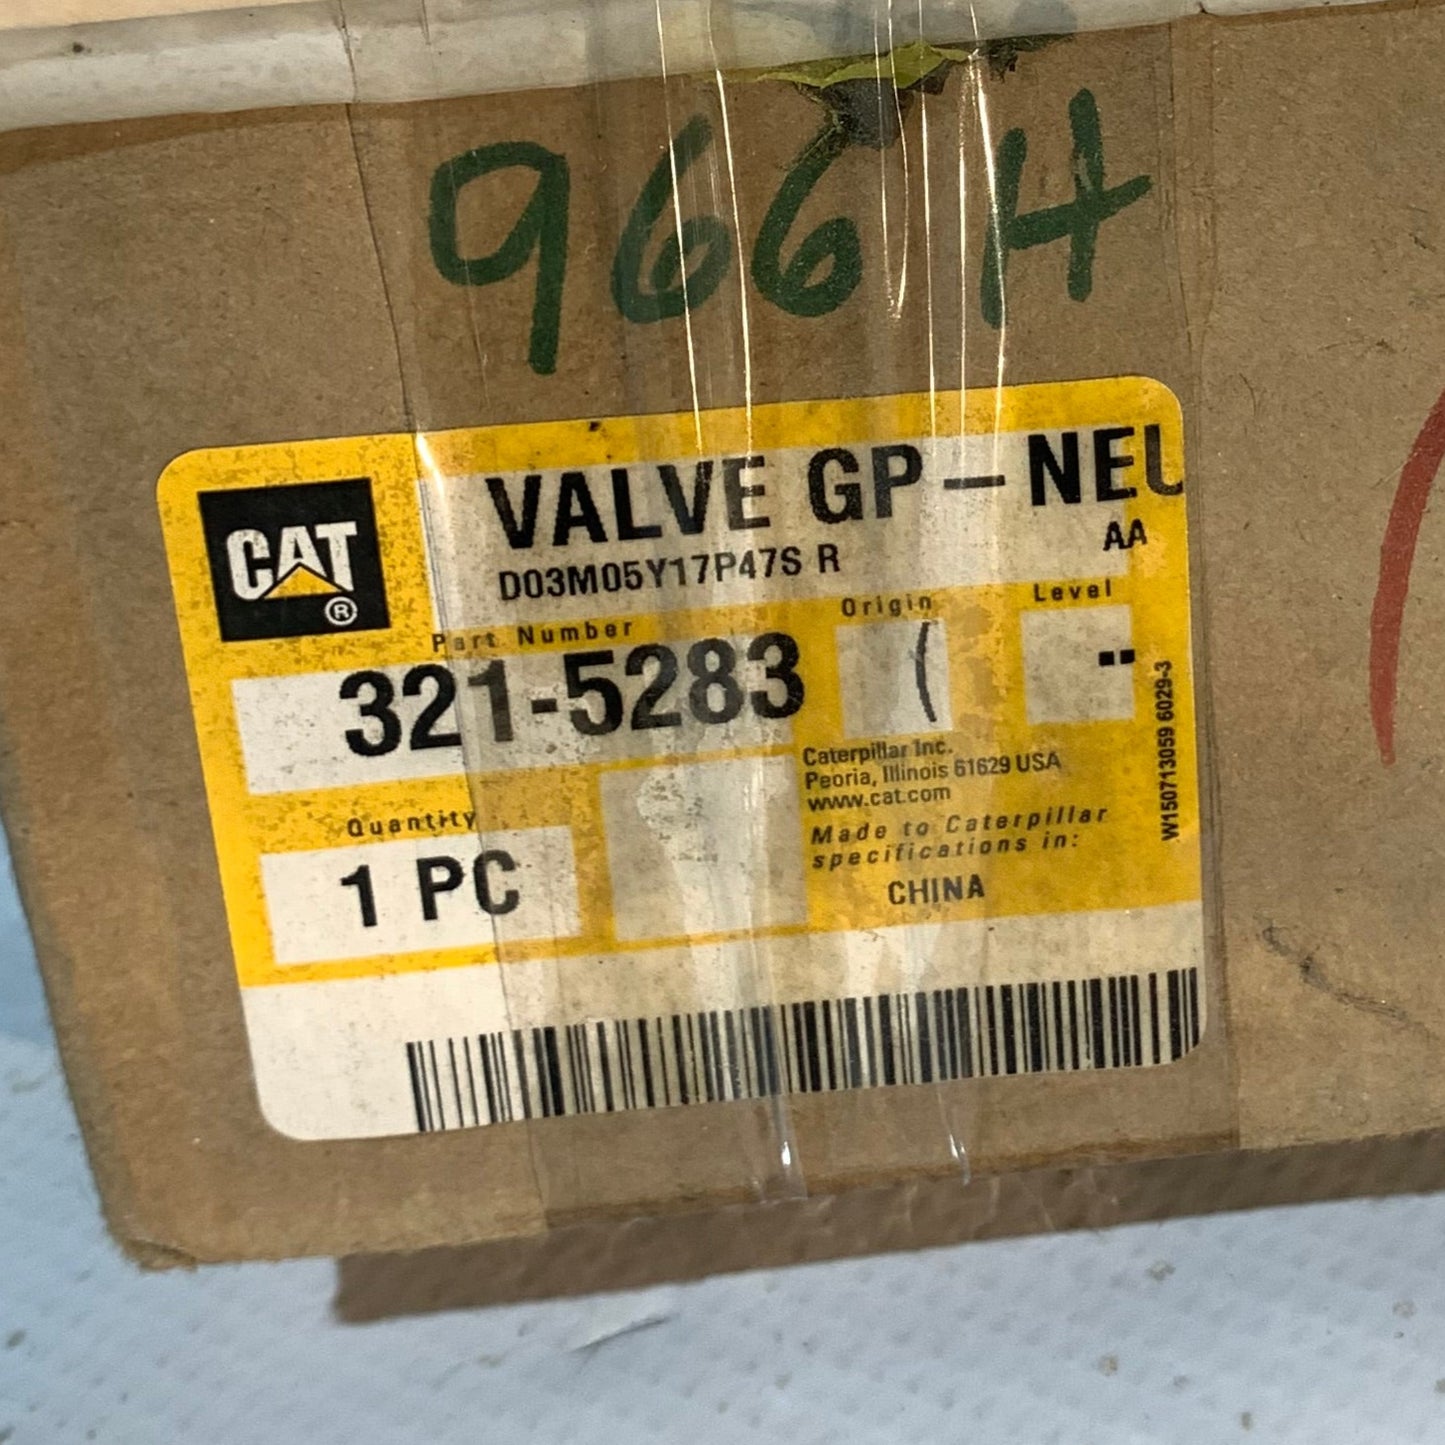 966H
VALVE GP-NEU
AA
D03M05Y17P47S R
CAT
®
Part Number
Origin
Level
321-5283
(
"
Caterpillar Inc.
Peoria, Illinois 61629 USA
www.cat.com
Quantity
1 PC
Made to Caterpillar
specifications in:
CHINA
W150713059 6029-3